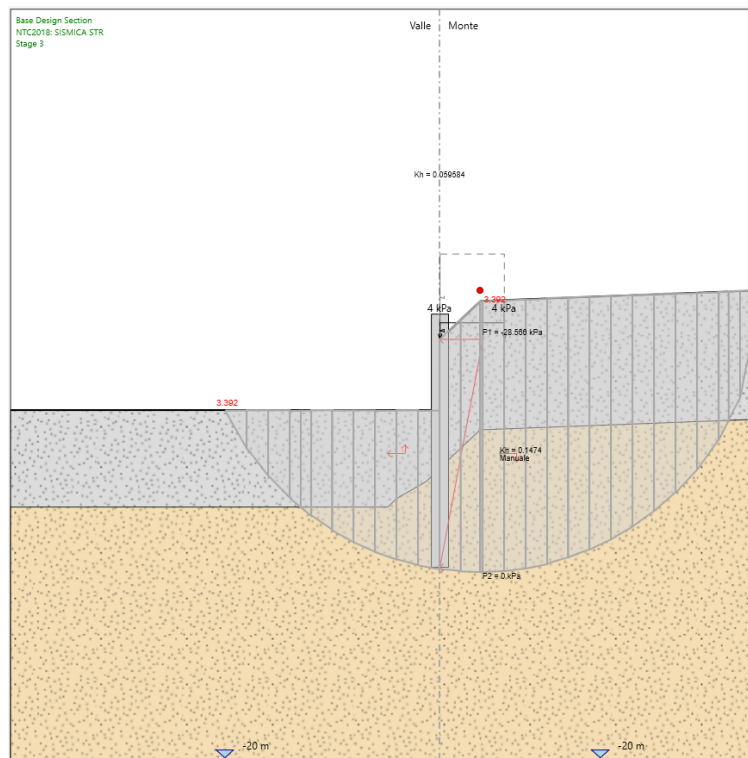 Base Design Section
NTC2018: SISMICA STR
Stage 3
Valle
Monte
Kh = 0.059584
3.392
4 kPa
4 kPa
P1 = -28.566 kPa
3.392
Kh = 0.1474
Manuale
P2 = 0 kPa
-20 m
-20 m